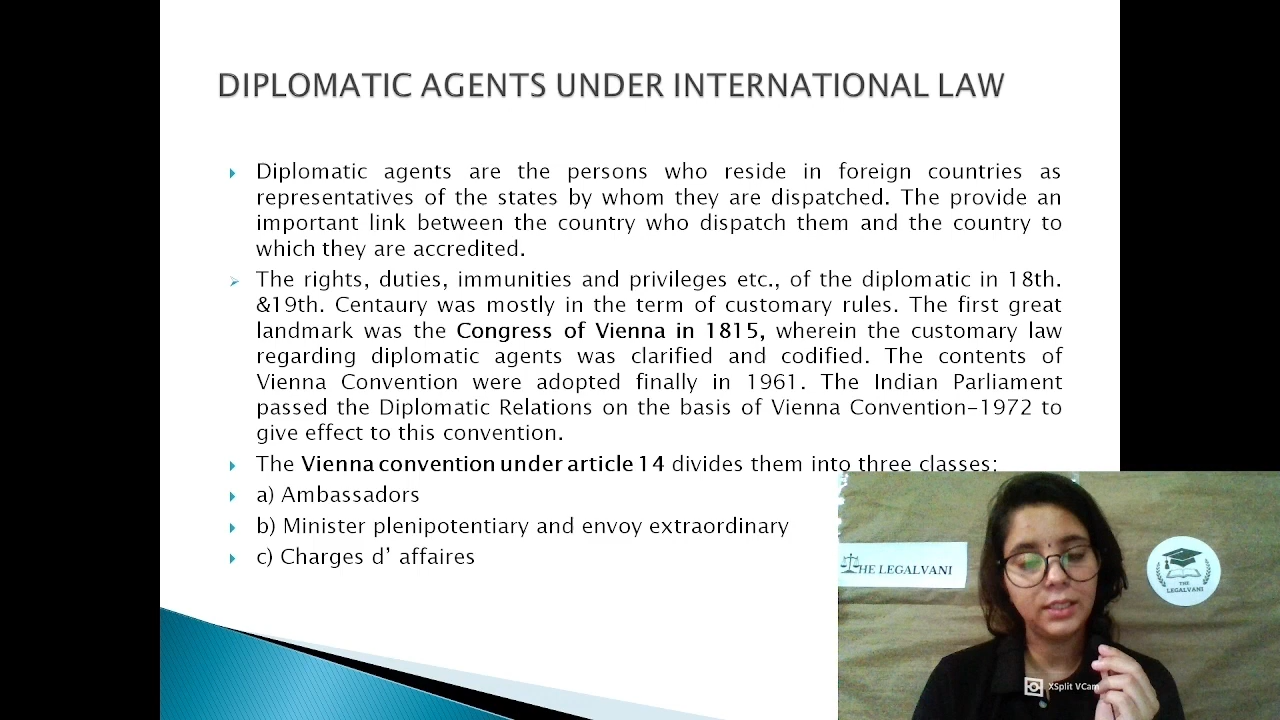 DIPLOMATIC AGENTS UNDER INTERNATIONAL LAW
Diplomatic agents are the persons who reside in foreign countries as
representatives of the states by whom they are dispatched. The provide an
important link between the country who dispatch them and the country to
which they are accredited.
The rights, duties, immunities and privileges etc., of the diplomatic in 18th.
&19th. Centaury was mostly in the term of customary rules. The first great
landmark was the Congress of Vienna in 1815, wherein the customary law
regarding diplomatic agents was clarified and codified. The contents of
Vienna Convention were adopted finally in 1961. The Indian Parliament
passed the Diplomatic Relations on the basis of Vienna Convention-1972 to
give effect to this convention.
The Vienna convention under article 14 divides them into three classes:
a) Ambassadors
b) Minister plenipotentiary and envoy extraordinary
c) Charges d' affaires
THE LEGALVANI
THE
LEGALVANI
XSplit VCam